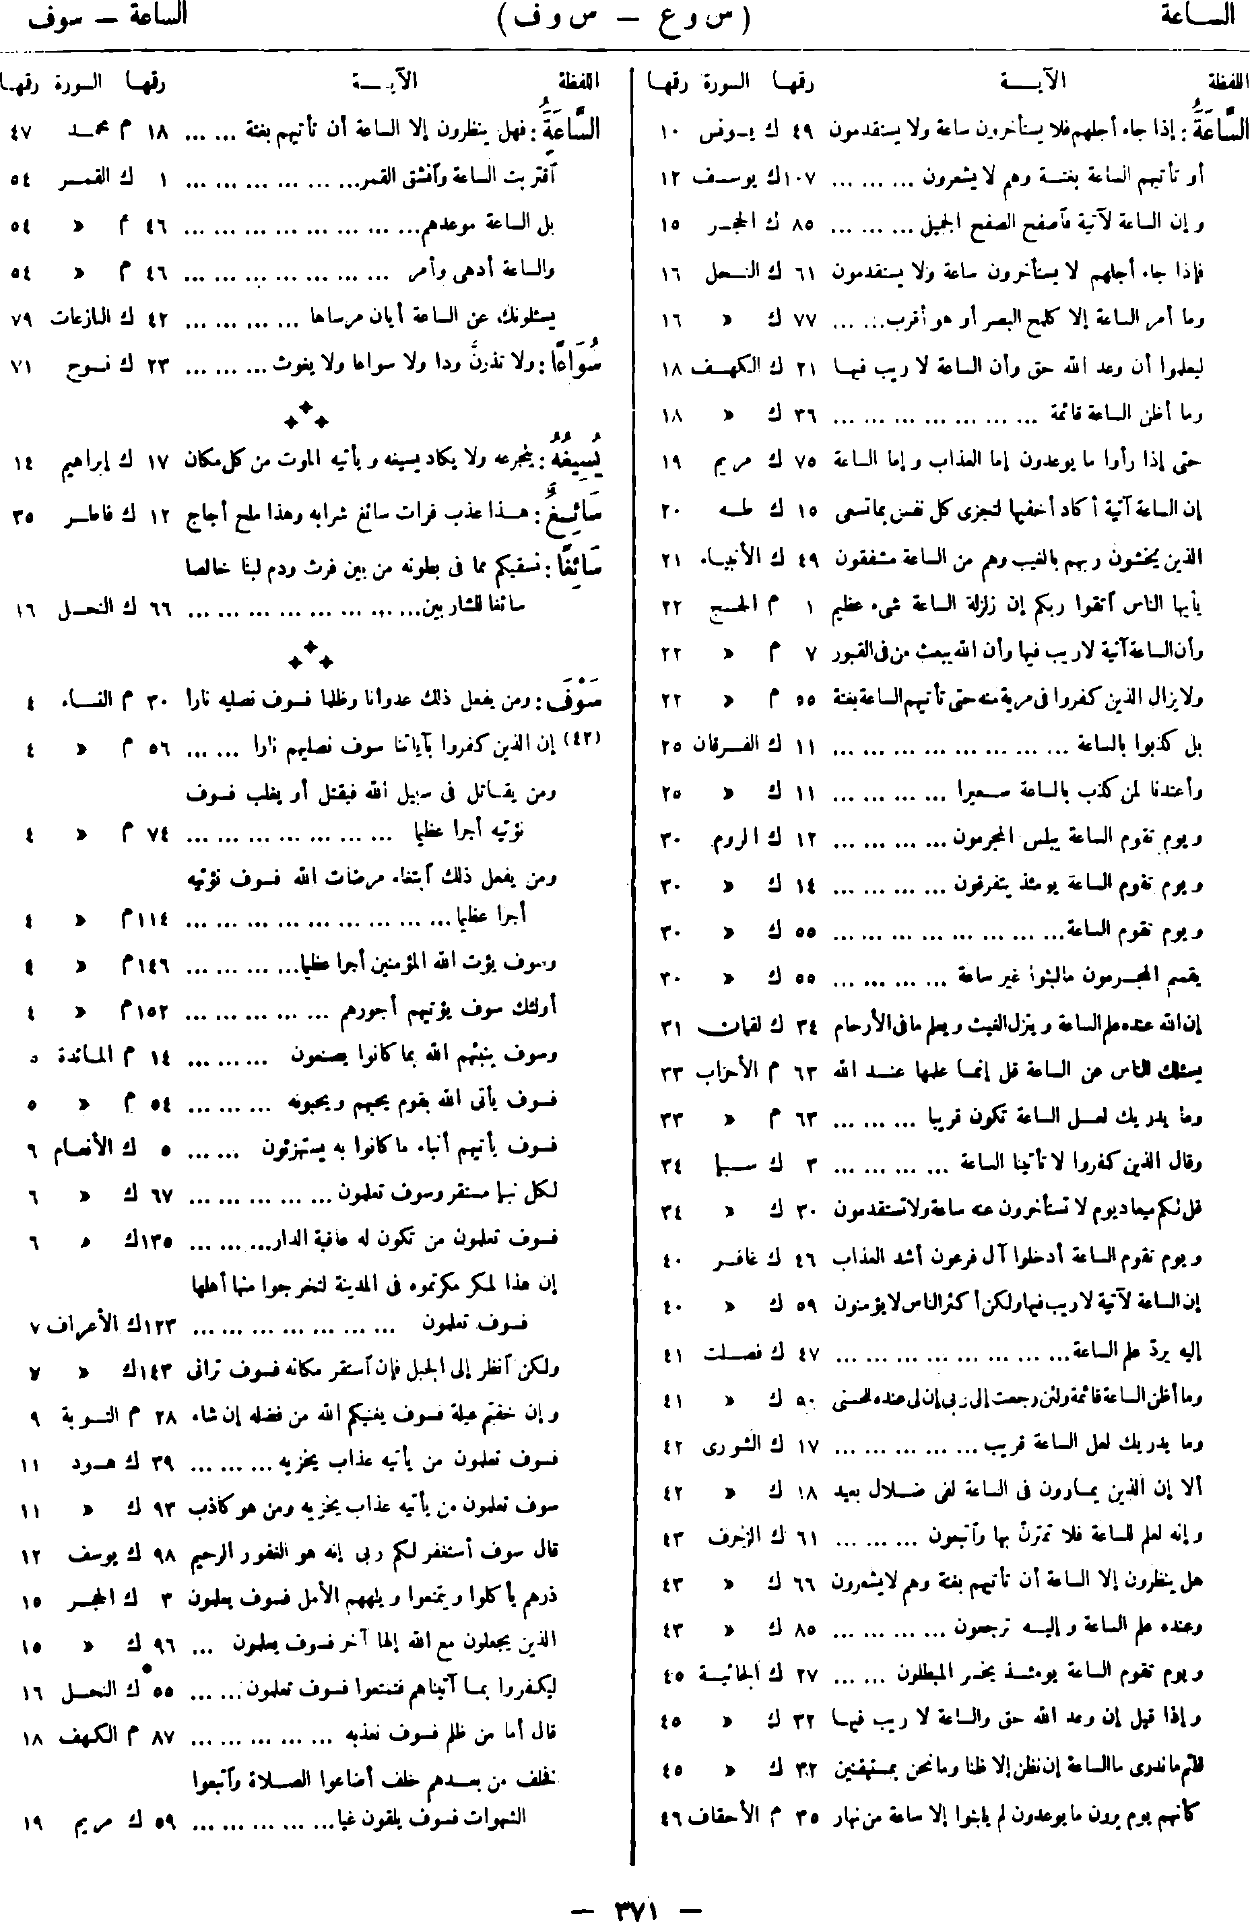 الساعة
(س وع — س وف)
الساعة — سوف
اللفظة الآيــة رقها السورة رقها
السَّاعَةُ : إذا جاء أجلهم فلا يستأخرون ساعة ولا يستقدمون ٤٩ ك يونس ١٠
أو تأتيهم الساعة بغتة وهم لا يشعرون ... ... ... ١٠٧ك يوسف ١٢
وإن الساعة لآتية فاصفح الصفح الجميل ... ... ... ٨٥ ك الحجر ١٥
فإذا جاء أجلهم لا يستأخرون ساعة ولا يستقدمون ٦١ ك النحل ١٦
وما أمر الساعة إلا كلمح البصر أو هو أقرب... ... ٧٧ ك » ١٦
ليعلموا أن وعد الله حق وأن الساعة لا ريب فيها ٢١ ك الكهف ١٨
وما أظن الساعة قائمة ... ... ... ... ... ... ... ٣٦ ك » ١٨
حتى إذا رأوا ما يوعدون إما العذاب وإما الساعة ٧٥ ك مريم ١٩
إن الساعة آتية أكاد أخفيها لتجزى كل نفس بما تسعى ١٥ ك طه ٢٠
الذين يخشون ربهم بالغيب وهم من الساعة مشفقون ٤٩ ك الأنبياء ٢١
يأيها الناس اتقوا ربكم إن زلزلة الساعة شىء عظيم ١ م الحج ٢٢
وأن الساعة آتية لا ريب فيها وأن الله يبعث من فى القبور ٧ م » ٢٢
ولا يزال الذين كفروا فى مرية منه حتى تأتيهم الساعة بغتة ٥٥ م » ٢٢
بل كذبوا بالساعة ... ... ... ... ... ... ... ... ١١ ك الفرقان ٢٥
وأعتدنا لمن كذب بالساعة سعيرا ... ... ... ... ١١ ك » ٢٥
ويوم تقوم الساعة يبلس المجرمون... ... ... ... ١٢ ك الروم ٣٠
ويوم تقوم الساعة يومئذ يتفرقون ... ... ... ... ١٤ ك » ٣٠
ويوم تقوم الساعة... ... ... ... ... ... ... ... ٥٥ ك » ٣٠
يقسم المجرمون مالبثوا غير ساعة ... ... ... ... ٥٥ ك » ٣٠
إن الله عنده علم الساعة وينزل الغيث ويعلم ما فى الأرحام ٣٤ ك لقمان ٣١
يسئلك الناس عن الساعة قل إنما علمها عند الله ٦٣ م الأحزاب ٣٣
وما يدريك لعل الساعة تكون قريبا ... ... ... ٦٣ م » ٣٣
وقال الذين كفروا لا تأتينا الساعة ... ... ... ... ٣ ك سبإ ٣٤
قل لكم ميعاد يوم لا تستأخرون عنه ساعة ولا تستقدمون ٣٠ ك » ٣٤
ويوم تقوم الساعة أدخلوا آل فرعون أشد العذاب ٤٦ ك غافر ٤٠
إن الساعة لآتية لا ريب فيها ولكن أكثر الناس لا يؤمنون ٥٩ ك » ٤٠
إليه يردّ علم الساعة... ... ... ... ... ... ... ... ٤٧ ك فصلت ٤١
وما أظن الساعة قائمة ولئن رجعت إلى ربى إن لى عنده للحسنى ٥٠ ك » ٤١
وما يدريك لعل الساعة قريب ... ... ... ... ... ١٧ ك الشورى ٤٢
ألا إن الذين يمارون فى الساعة لفى ضلال بعيد ١٨ ك » ٤٢
وإنه لعلم للساعة فلا تمترنّ بها واتبعون ... ... ... ٦١ ك الزخرف ٤٣
هل ينظرون إلا الساعة أن تأتيهم بغتة وهم لا يشعرون ٦٦ ك » ٤٣
وعنده علم الساعة وإليه ترجعون ... ... ... ... ٨٥ ك » ٤٣
ويوم تقوم الساعة يومئذ يخسر المبطلون ... ... ٢٧ ك الجاثية ٤٥
وإذا قيل إن وعد الله حق والساعة لا ريب فيها ٣٢ ك » ٤٥
قلتم ما ندرى ما الساعة إن نظن إلا ظنا وما نحن بمستيقنين ٣٢ ك » ٤٥
كأنهم يوم يرون ما يوعدون لم يلبثوا إلا ساعة من نهار ٣٥ م الأحقاف ٤٦
اللفظة الآيــة رقها السورة رقها
السَّاعَةُ : فهل ينظرون إلا الساعة أن تأتيهم بغتة ... ... ١٨ م محمد ٤٧
اقتربت الساعة وانشق القمر... ... ... ... ... ... ١ ك القمر ٥٤
بل الساعة موعدهم... ... ... ... ... ... ... ... ٤٦ م » ٥٤
والساعة أدهى وأمر ... ... ... ... ... ... ... ٤٦ م » ٥٤
يسئلونك عن الساعة أيان مرساها ... ... ... ... ٤٢ ك النازعات ٧٩
سُوَاعًا : ولا تذرنّ ودا ولا سواعا ولا يغوث ... ... ... ٢٣ ك نوح ٧١
يُسِيغُهُ : يتجرعه ولا يكاد يسيغه ويأتيه الموت من كل مكان ١٧ ك إبراهيم ١٤
سَائِغٌ : هذا عذب فرات سائغ شرابه وهذا ملح أجاج ١٢ ك فاطر ٣٥
سَائِغًا : نسقيكم مما فى بطونه من بين فرث ودم لبنا خالصا
سائغا للشاربين... ... ... ... ... ... ... ... ٦٦ ك النحل ١٦
سَوْفَ : ومن يفعل ذلك عدوانا وظلما فسوف نصليه نارا ٣٠ م النساء ٤
(٤٢) إن الذين كفروا بآياتنا سوف نصليهم نارا ... ... ٥٦ م » ٤
ومن يقاتل فى سبيل الله فيقتل أو يغلب فسوف
نؤتيه أجرا عظيما ... ... ... ... ... ... ... ٧٤ م » ٤
ومن يفعل ذلك ابتغاء مرضات الله فسوف نؤتيه
أجرا عظيما... ... ... ... ... ... ... ... ... ١١٤م » ٤
وسوف يؤت الله المؤمنين أجرا عظيما... ... ... ... ١٤٦م » ٤
أولئك سوف يؤتيهم أجورهم ... ... ... ... ... ١٥٢م » ٤
وسوف ينبئهم الله بما كانوا يصنعون ... ... ... ١٤ م المائدة ٥
فسوف يأتى الله بقوم يحبهم ويحبونه ... ... ... ٥٤ م » ٥
فسوف يأتيهم أنباء ما كانوا به يستهزئون ... ... ٥ ك الأنعام ٦
لكل نبإ مستقر وسوف تعلمون ... ... ... ... ... ٦٧ ك » ٦
فسوف تعلمون من تكون له عاقبة الدار... ... ... ١٣٥ك » ٦
إن هذا لمكر مكرتموه فى المدينة لتخرجوا منها أهلها
فسوف تعلمون ... ... ... ... ... ... ... ... ١٢٣ك الأعراف ٧
ولكن انظر إلى الجبل فإن استقر مكانه فسوف ترانى ١٤٣ك » ٧
وإن خفتم عيلة فسوف يغنيكم الله من فضله إن شاء ٢٨ م التوبة ٩
فسوف تعلمون من يأتيه عذاب يخزيه ... ... ... ٣٩ ك هود ١١
سوف تعلمون من يأتيه عذاب يخزيه ومن هو كاذب ٩٣ ك » ١١
قال سوف أستغفر لكم ربى إنه هو الغفور الرحيم ٩٨ ك يوسف ١٢
ذرهم يأكلوا ويتمتعوا ويلههم الأمل فسوف يعلمون ٣ ك الحجر ١٥
الذين يجعلون مع الله إلها آخر فسوف يعلمون ... ٩٦ ك » ١٥
ليكفروا بما آتيناهم فتمتعوا فسوف تعلمون... ... ٥٥ ك النحل ١٦
قال أما من ظلم فسوف نعذبه ... ... ... ... ... ٨٧ م الكهف ١٨
فخلف من بعدهم خلف أضاعوا الصلاة واتبعوا
الشهوات فسوف يلقون غيا... ... ... ... ... ٥٩ ك مريم ١٩
— ٣٧١ —